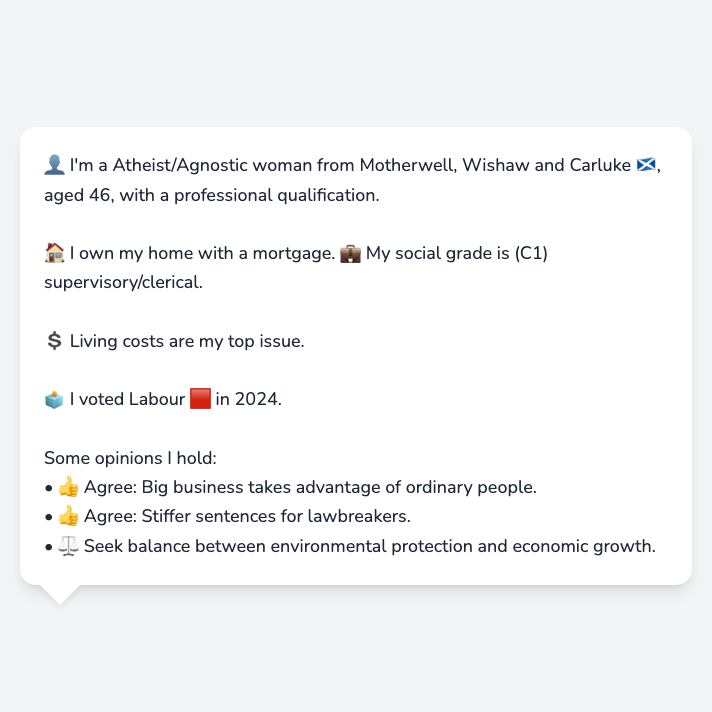 👤 I'm a Atheist/Agnostic woman from Motherwell, Wishaw and Carluke 🏴󠁧󠁢󠁳󠁣󠁴󠁿,
aged 46, with a professional qualification.
🏠 I own my home with a mortgage. 💼 My social grade is (C1)
supervisory/clerical.
💲 Living costs are my top issue.
🗳️ I voted Labour 🟥 in 2024.
Some opinions I hold:
• 👍 Agree: Big business takes advantage of ordinary people.
• 👍 Agree: Stiffer sentences for lawbreakers.
• ⚖️ Seek balance between environmental protection and economic growth.